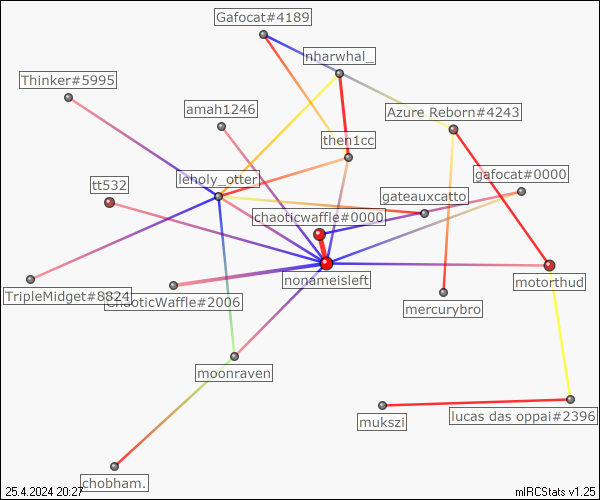 Gafocat#4189
nharwhal_
Thinker#5995
amah1246
Azure Reborn#4243
then1cc
leholy_otter
gafocat#0000
tt532
gateauxcatto
chaoticwaffle#0000
nonameisleft
motorthud
TripleMidget#8824
ChaoticWaffle#2006
mercurybro
moonraven
lucas das oppai#2396
mukszi
chobham.
25.4.2024 20:27
mIRCStats v1.25